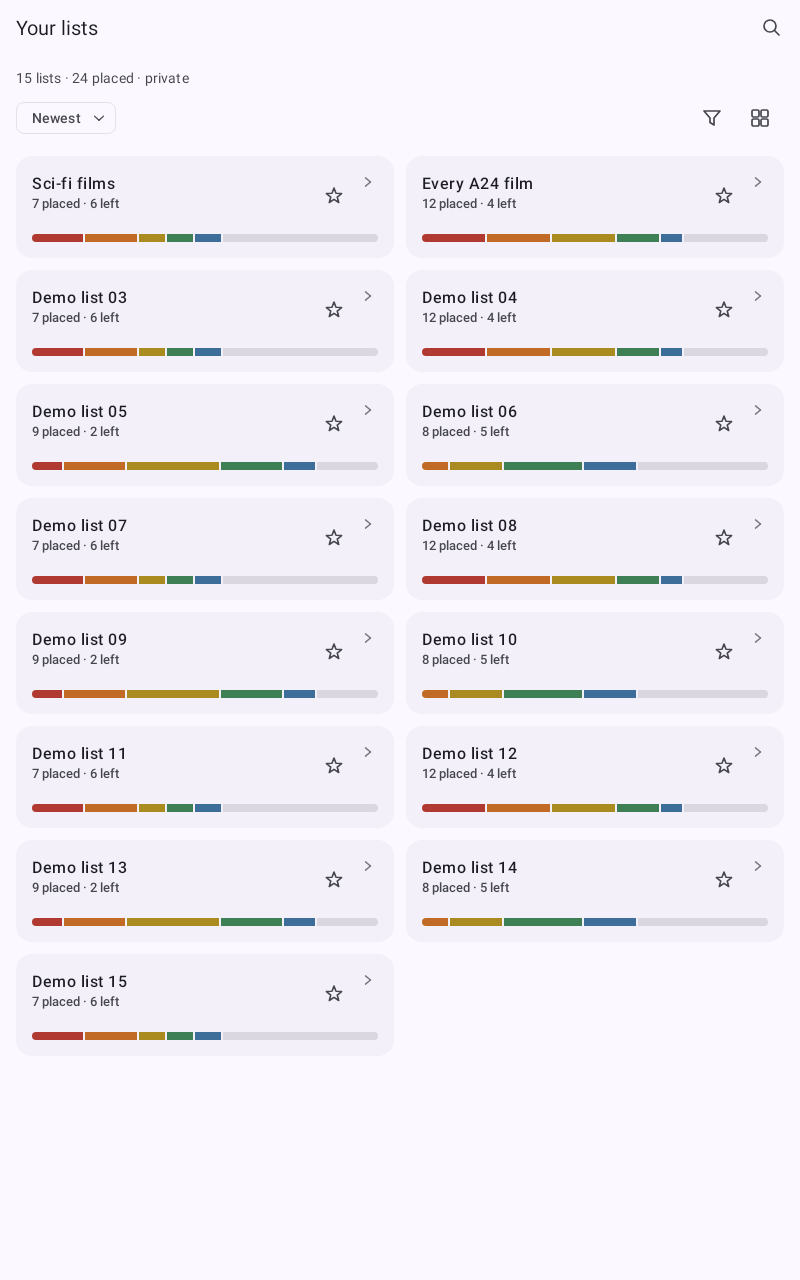 Your lists
15 lists · 24 placed · private
Newest
Sci-fi films
7 placed · 6 left
Every A24 film
12 placed · 4 left
Demo list 03
7 placed · 6 left
Demo list 04
12 placed · 4 left
Demo list 05
9 placed · 2 left
Demo list 06
8 placed · 5 left
Demo list 07
7 placed · 6 left
Demo list 08
12 placed · 4 left
Demo list 09
9 placed · 2 left
Demo list 10
8 placed · 5 left
Demo list 11
7 placed · 6 left
Demo list 12
12 placed · 4 left
Demo list 13
9 placed · 2 left
Demo list 14
8 placed · 5 left
Demo list 15
7 placed · 6 left